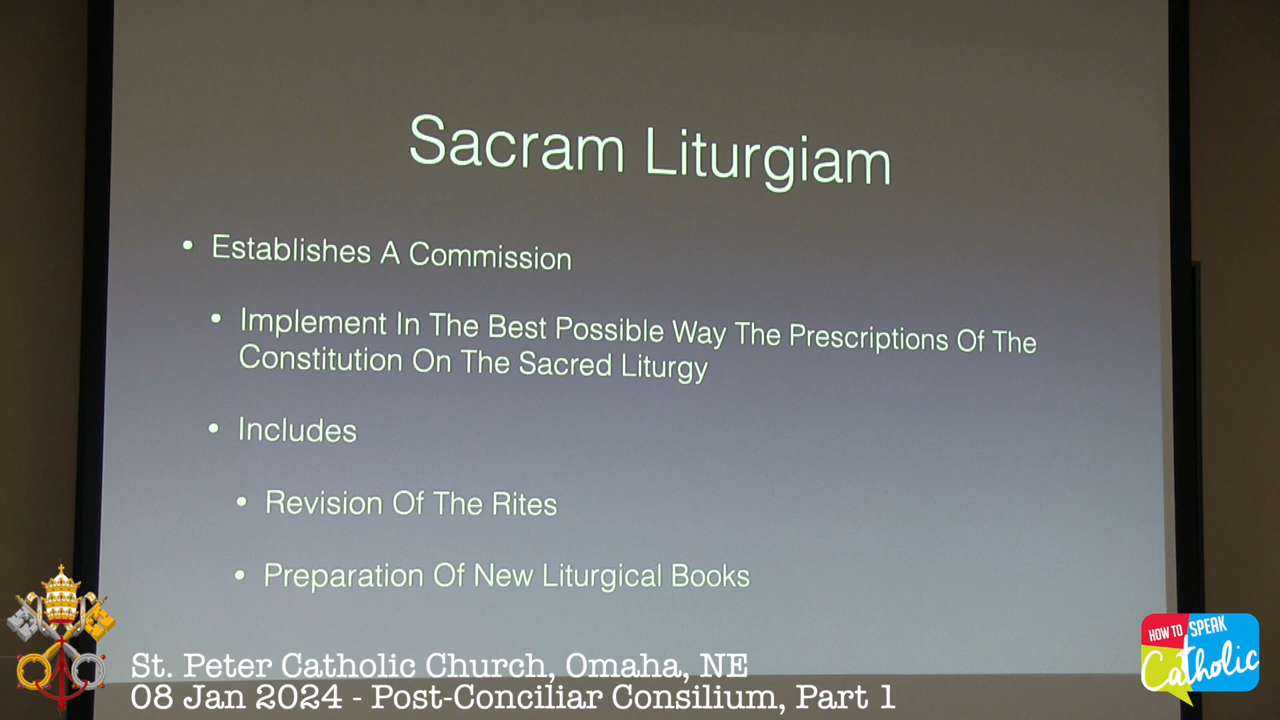 Sacram Liturgiam
• Establishes A Commission
• Implement In The Best Possible Way The Prescriptions Of The
Constitution On The Sacred Liturgy
• Includes
• Revision Of The Rites
• Preparation Of New Liturgical Books
HOW TO SPEAK
Catholic
St. Peter Catholic Church, Omaha, NE
08 Jan 2024 - Post-Conciliar Consilium, Part 1